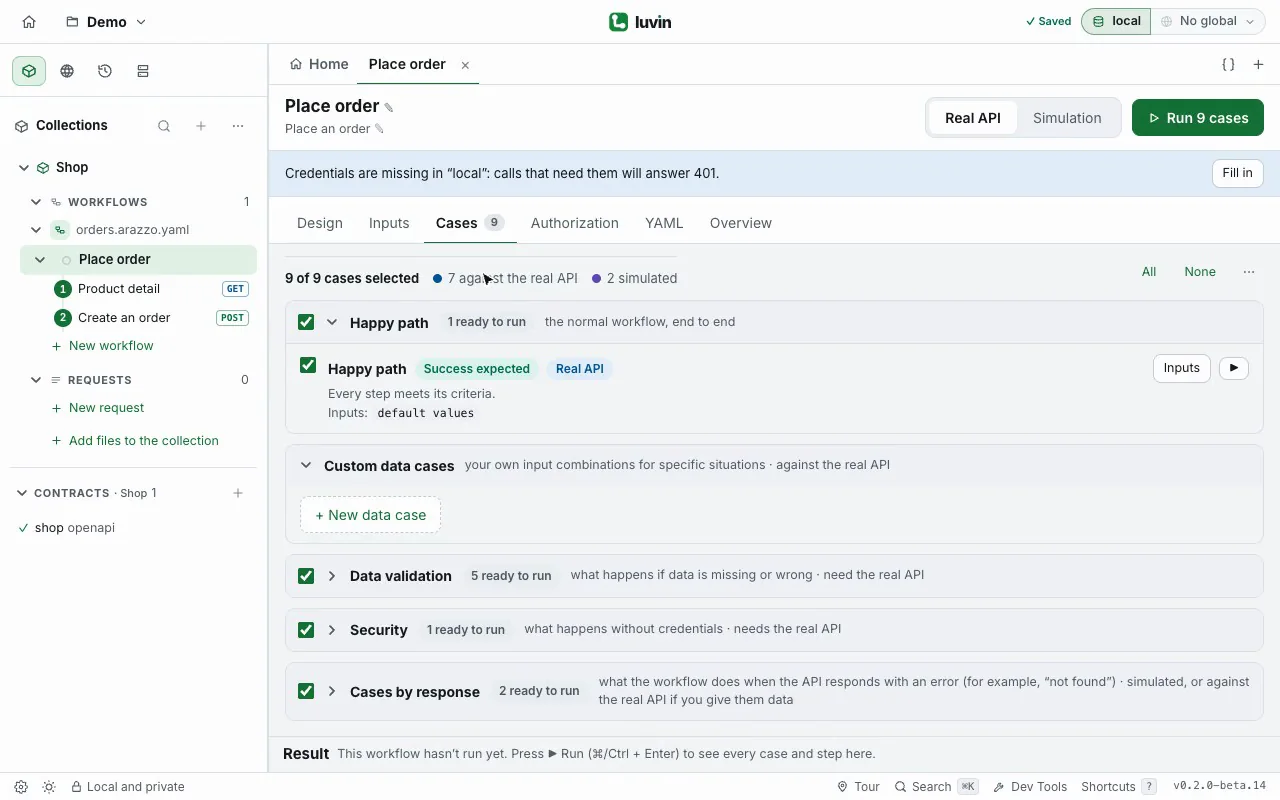 Demo
luvin
Saved
local
No global
Home
Place order
Collections
Place order
Place an order
Real API
Simulation
Run 9 cases
Shop
Credentials are missing in “local”: calls that need them will answer 401.
Fill in
WORKFLOWS
1
orders.arazzo.yaml
Design
Inputs
Cases 9
Authorization
YAML
Overview
Place order
9 of 9 cases selected
7 against the real API
2 simulated
All
None
1 Product detail GET
2 Create an order POST
+ New workflow
Happy path
1 ready to run
the normal workflow, end to end
REQUESTS
0
Happy path
Success expected
Real API
Inputs
Every step meets its criteria.
Inputs: default values
+ New request
+ Add files to the collection
Custom data cases
your own input combinations for specific situations · against the real API
CONTRACTS · Shop 1
+ New data case
shop openapi
Data validation
5 ready to run
what happens if data is missing or wrong · need the real API
Security
1 ready to run
what happens without credentials · needs the real API
Cases by response
2 ready to run
what the workflow does when the API responds with an error (for example, “not found”) · simulated, or against
the real API if you give them data
Result
This workflow hasn’t run yet. Press ▶ Run (⌘/Ctrl + Enter) to see every case and step here.
Local and private
Tour
Search ⌘K
Dev Tools
Shortcuts ?
v0.2.0-beta.14